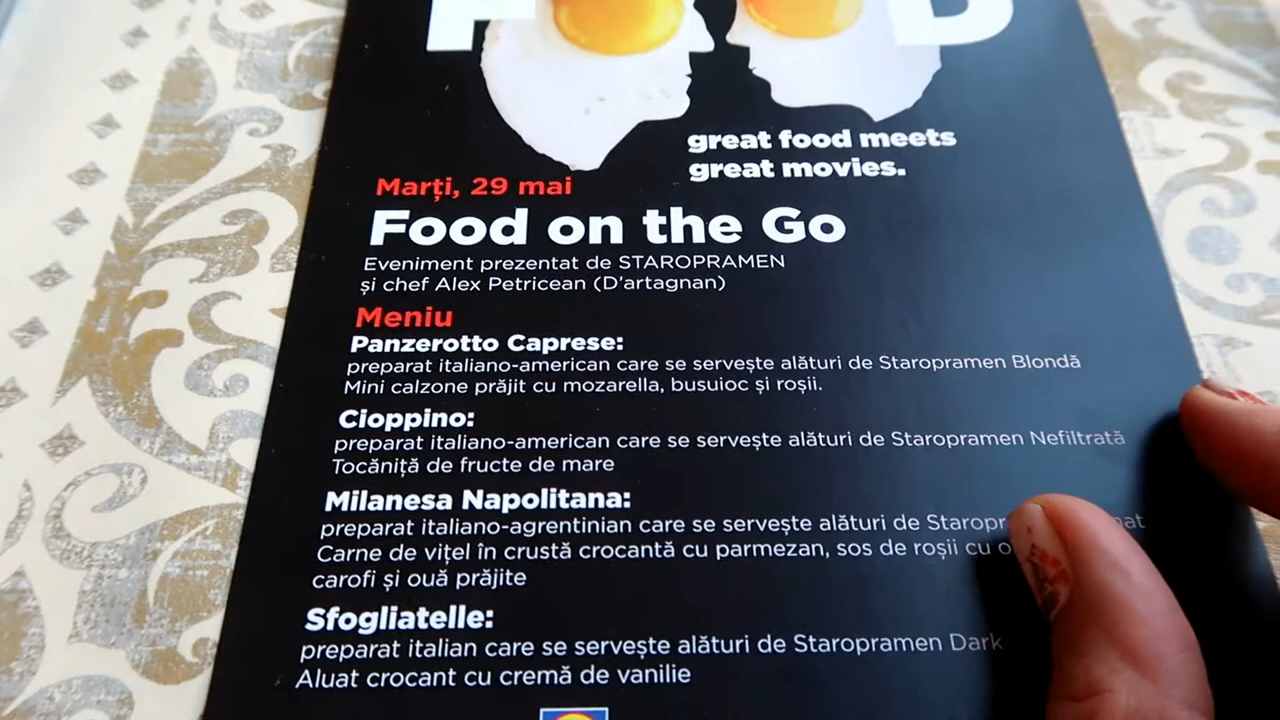 great food meets
great movies.
Marți, 29 mai
Food on the Go
Eveniment prezentat de STAROPRAMEN
și chef Alex Petricean (D'artagnan)
Meniu
Panzerotto Caprese:
preparat italiano-american care se servește alături de Staropramen Blondă
Mini calzone prăjit cu mozarella, busuioc și roșii.
Cioppino:
preparat italiano-american care se servește alături de Staropramen Nefiltrată
Tocăniță de fructe de mare
Milanesa Napolitana:
preparat italiano-agrentinian care se servește alături de
Carne de vițel în crustă crocantă cu parmezan, sos de roșii cu
carofi și ouă prăjite
Sfogliatelle:
preparat italian care se servește alături de Staropramen Dark
Aluat crocant cu cremă de vanilie